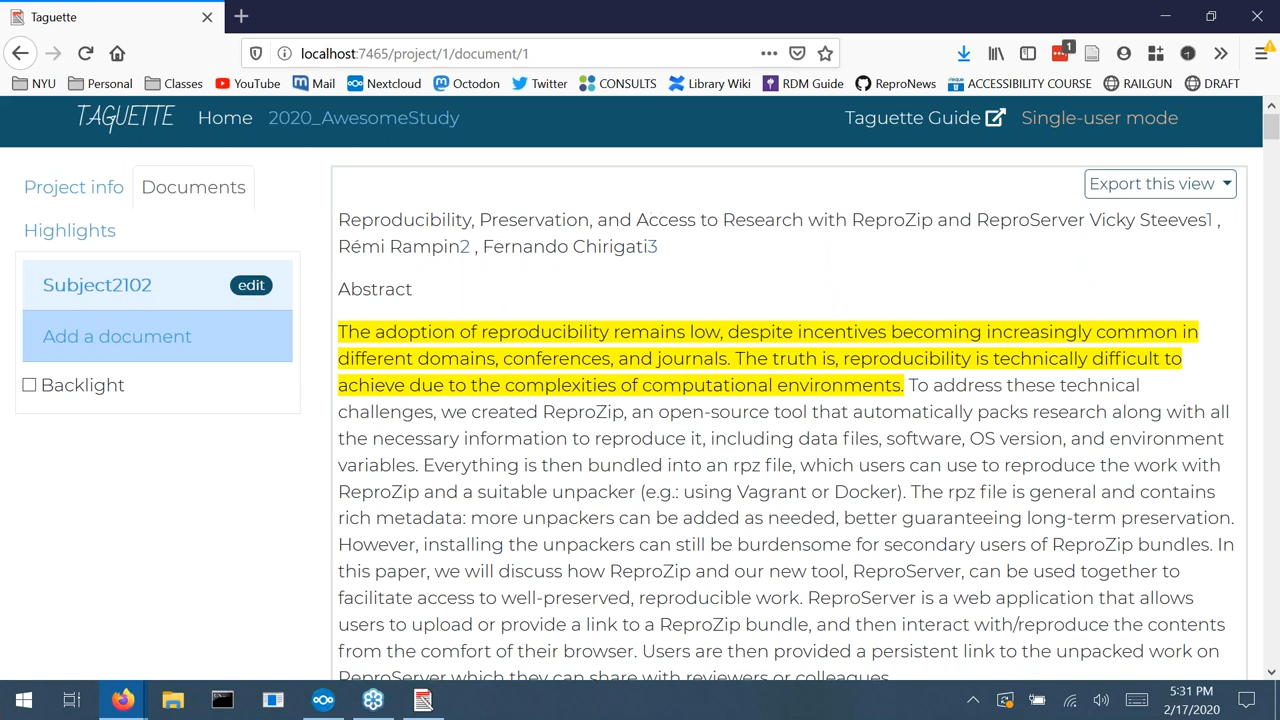 Taguette
localhost:7465/project/1/document/1
1
NYU Personal Classes YouTube Mail Nextcloud Octodon Twitter CONSULTS Library Wiki RDM Guide ReproNews ACCESSIBILITY COURSE RAILGUN DRAFT
TAGUETTE Home 2020_AwesomeStudy Taguette Guide Single-user mode
Project info Documents
Highlights
Subject2102 edit
Add a document
Backlight
Export this view
Reproducibility, Preservation, and Access to Research with ReproZip and ReproServer Vicky Steeves1 ,
Rémi Rampin2 , Fernando Chirigati3
Abstract
The adoption of reproducibility remains low, despite incentives becoming increasingly common in
different domains, conferences, and journals. The truth is, reproducibility is technically difficult to
achieve due to the complexities of computational environments. To address these technical
challenges, we created ReproZip, an open-source tool that automatically packs research along with all
the necessary information to reproduce it, including data files, software, OS version, and environment
variables. Everything is then bundled into an rpz file, which users can use to reproduce the work with
ReproZip and a suitable unpacker (e.g.: using Vagrant or Docker). The rpz file is general and contains
rich metadata: more unpackers can be added as needed, better guaranteeing long-term preservation.
However, installing the unpackers can still be burdensome for secondary users of ReproZip bundles. In
this paper, we will discuss how ReproZip and our new tool, ReproServer, can be used together to
facilitate access to well-preserved, reproducible work. ReproServer is a web application that allows
users to upload or provide a link to a ReproZip bundle, and then interact with/reproduce the contents
from the comfort of their browser. Users are then provided a persistent link to the unpacked work on
ReproServer which they can share with reviewers or colleagues.
5:31 PM
2/17/2020